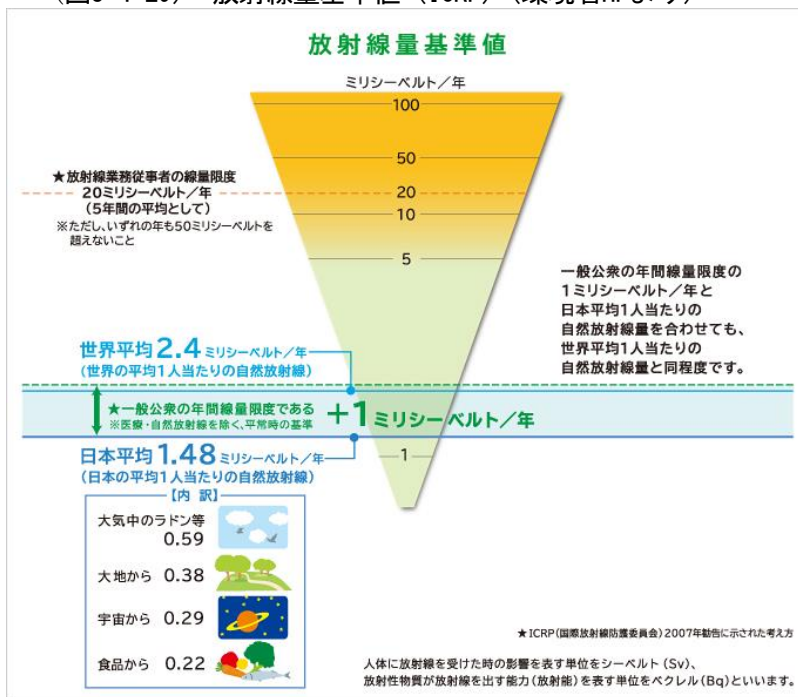 放射線量基準値
ミリシーベルト／年
100
50
★放射線業務従事者の線量限度
20ミリシーベルト／年
(5年間の平均として)
※ただし、いずれの年も50ミリシーベルトを
超えないこと
20
10
5
一般公衆の年間線量限度の
1ミリシーベルト／年と
日本平均1人当たりの
自然放射線量を合わせても、
世界平均1人当たりの
自然放射線量と同程度です。
世界平均2.4ミリシーベルト／年
(世界の平均1人当たりの自然放射線)
★一般公衆の年間線量限度である
※医療・自然放射線を除く、平常時の基準
+1ミリシーベルト／年
日本平均1.48ミリシーベルト／年
(日本の平均1人当たりの自然放射線)
1
【内 訳】
大気中のラドン等
0.59
大地から 0.38
宇宙から 0.29
食品から 0.22
★ICRP(国際放射線防護委員会)2007年勧告に示された考え方
人体に放射線を受けた時の影響を表す単位をシーベルト(Sv)、
放射性物質が放射線を出す能力(放射能)を表す単位をベクレル(Bq)といいます。